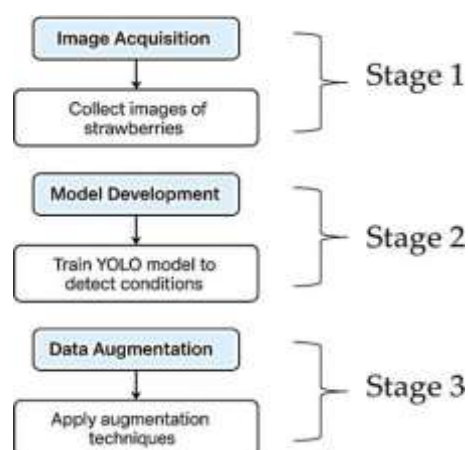 Image Acquisition
Stage 1
Collect images of
strawberries
Model Development
Stage 2
Train YOLO model to
detect conditions
Data Augmentation
Stage 3
Apply augmentation
techniques